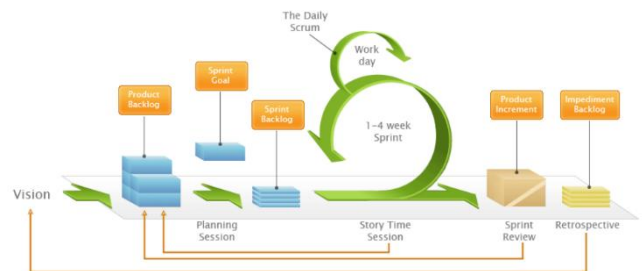 The Daily
Scrum
Work
day
Sprint
Goal
Product
Backlog
Sprint
Backlog
1-4 week
Sprint
Product
Increment
Impediment
Backlog
Vision
Planning
Session
Story Time
Session
Sprint
Review
Retrospective